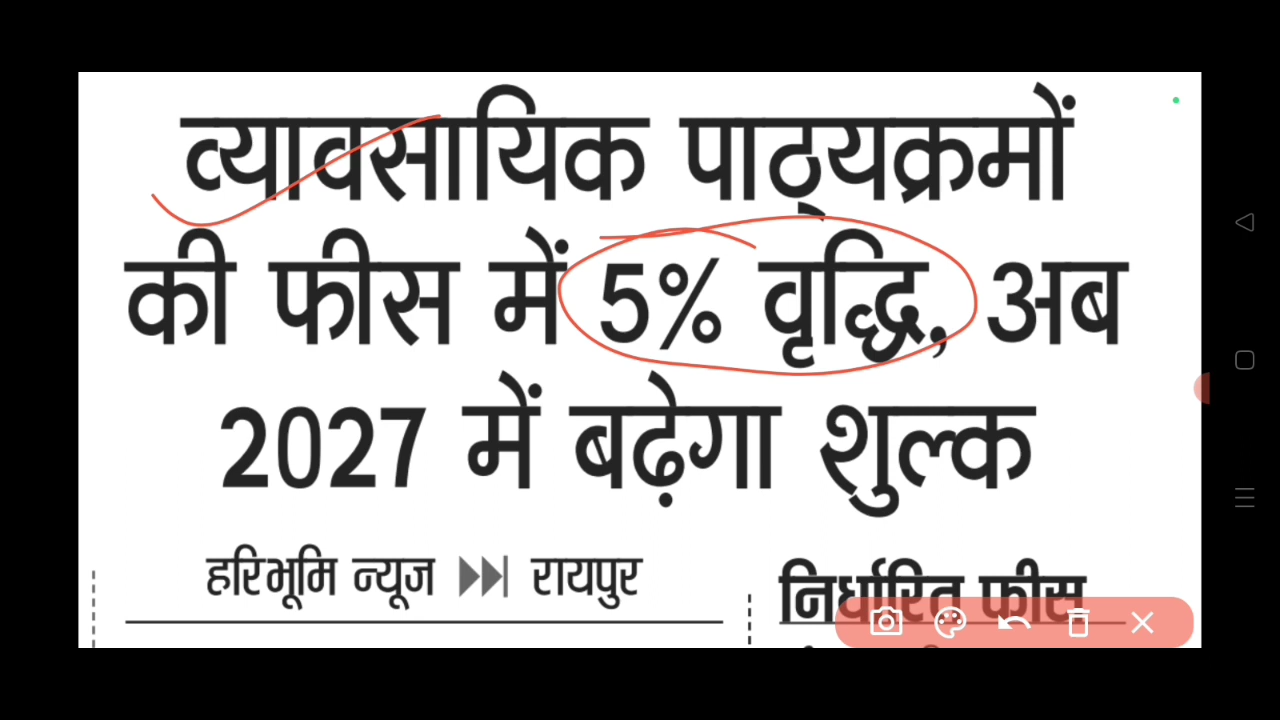 व्यावसायिक पाठ्यक्रमों
की फीस में 5% वृद्धि, अब
2027 में बढ़ेगा शुल्क
हरिभूमि न्यूज रायपुर
निर्धारित फीस